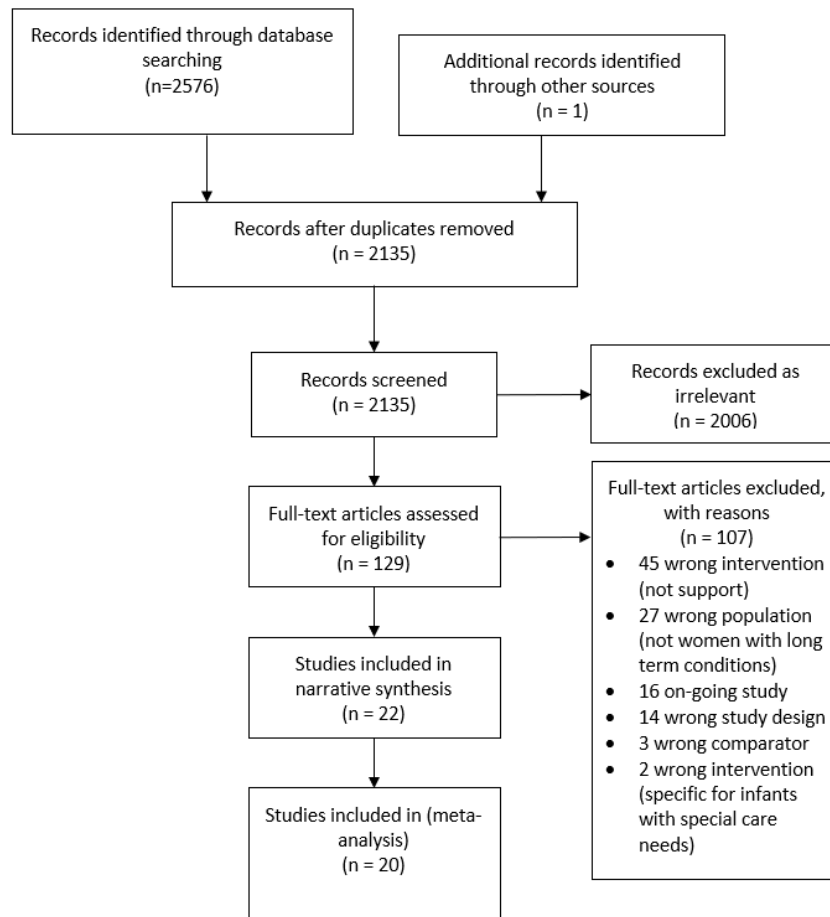 Records identified through database
searching
(n=2576)
Additional records identified
through other sources
(n = 1)
Records after duplicates removed
(n = 2135)
Records screened
(n = 2135)
Records excluded as
irrelevant
(n = 2006)
Full-text articles assessed
for eligibility
(n = 129)
Full-text articles excluded,
with reasons
(n = 107)
• 45 wrong intervention
(not support)
• 27 wrong population
(not women with long
term conditions)
• 16 on-going study
• 14 wrong study design
• 3 wrong comparator
• 2 wrong intervention
(specific for infants
with special care
needs)
Studies included in
narrative synthesis
(n = 22)
Studies included in (meta-
analysis)
(n = 20)